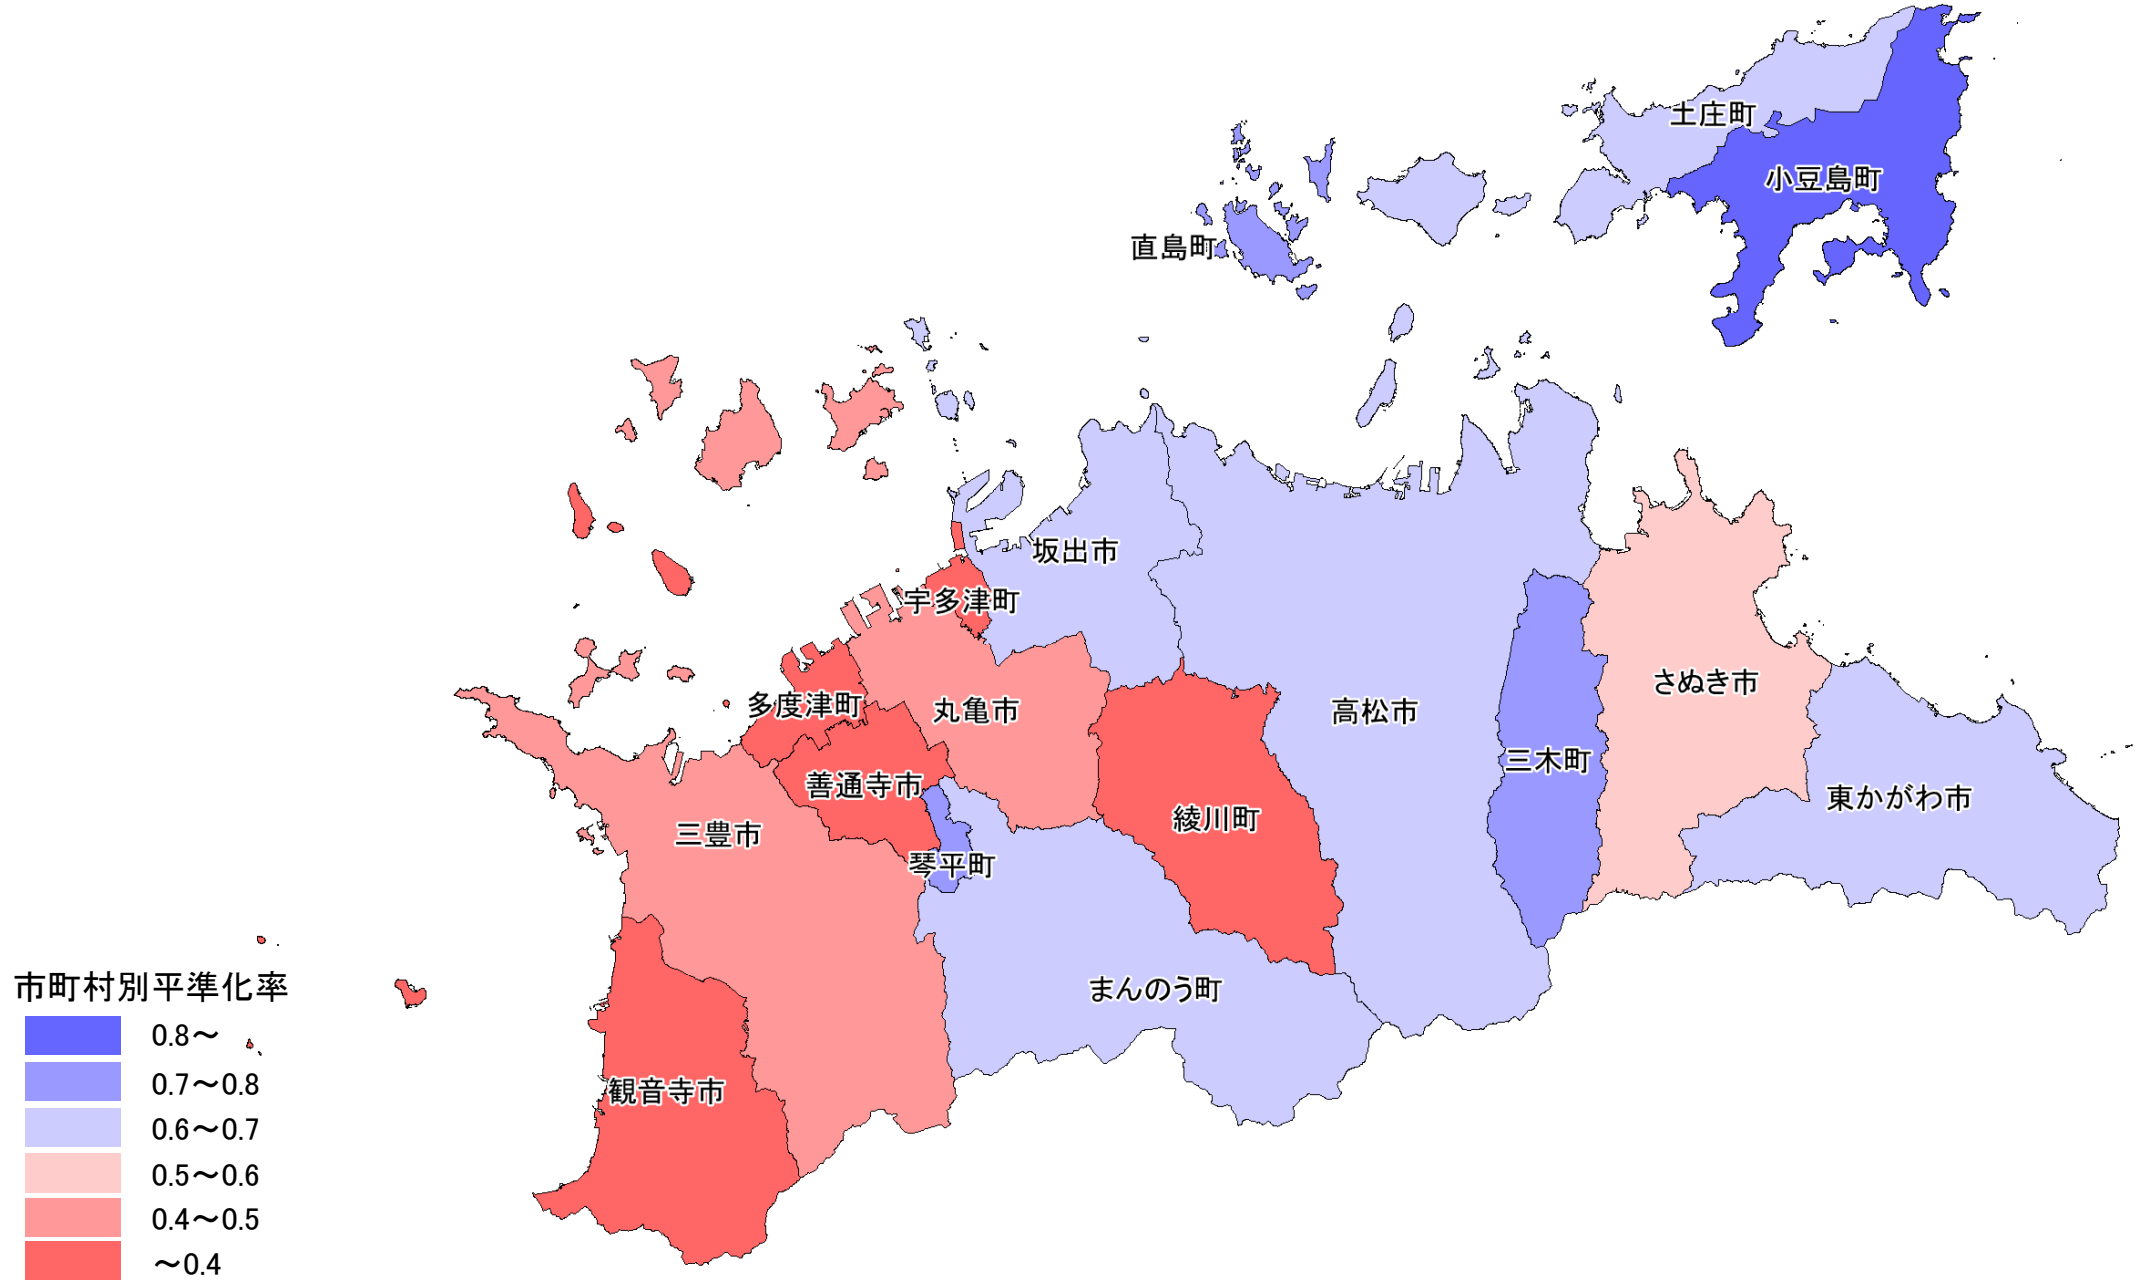 土庄町
小豆島町
直島町
坂出市
宇多津町
さぬき市
多度津町
丸亀市
高松市
三木町
善通寺市
東かがわ市
綾川町
三豊市
琴平町
まんのう町
観音寺市
市町村別平準化率
0.8～
0.7～0.8
0.6～0.7
0.5～0.6
0.4～0.5
～0.4